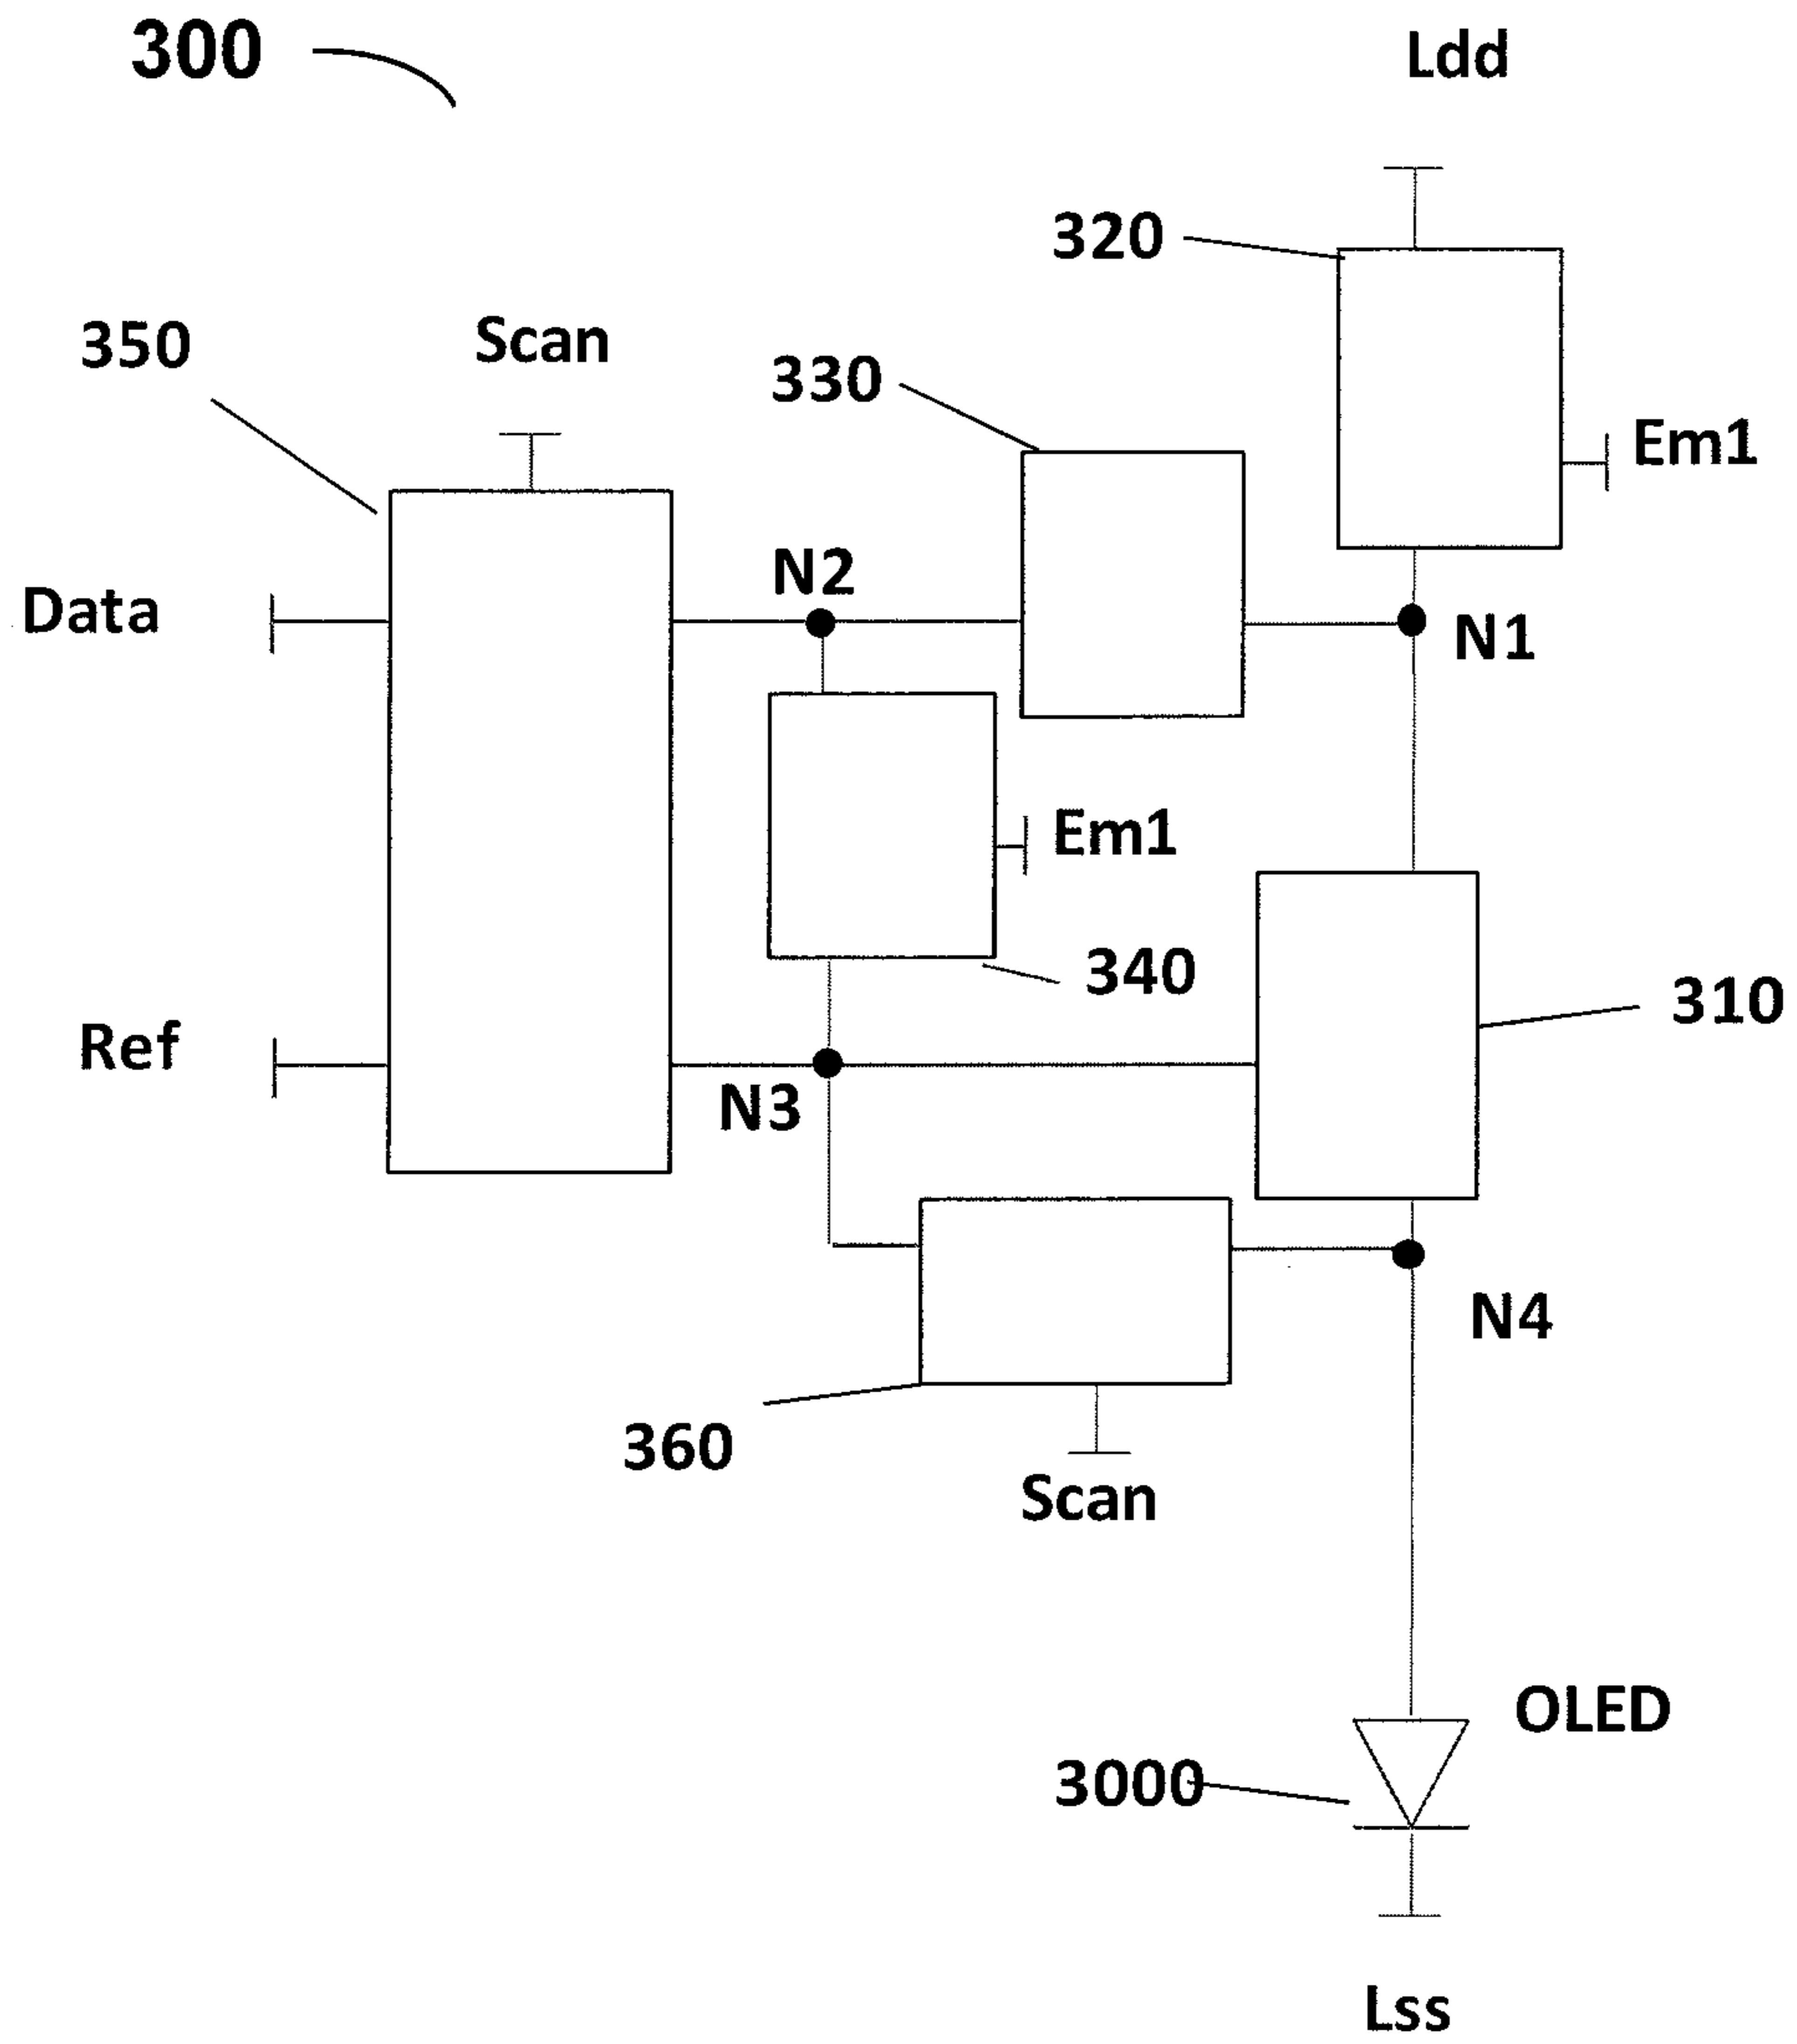 300
Ldd
320
350
Scan
330
Em1
N2
Data
N1
Em1
340
310
Ref
N3
N4
360
Scan
OLED
3000
Lss